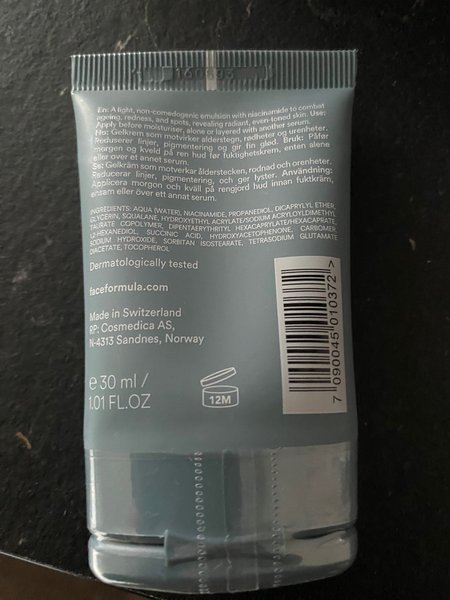 160003
En: A light, non-comedogenic emulsion with niacinamide to combat
ageing, redness, and spots, revealing radiant, even-toned skin. Use:
Apply before moisturiser, alone or layered with another serum.
No: Gelkrem som motvirker alderstegn, rødheter og urenheter.
Reduserer linjer, pigmentering og gir fin glød. Bruk: Påfør
morgen og kveld på ren hud før fuktighetskrem, enten alene
eller over et annet serum.
Se: Gelkräm som motverkar ålderstecken, rodnad och orenheter.
Reducerar linjer, pigmentering, och ger lyster. Användning:
Applicera morgon och kväll på rengjord hud innan fuktkräm,
ensam eller över ett annat serum.
INGREDIENTS: AQUA (WATER), NIACINAMIDE, PROPANEDIOL, DICAPRYLYL ETHER,
GLYCERIN, SQUALANE, HYDROXYETHYL ACRYLATE/SODIUM ACRYLOYLDIMETHYL
TAURATE COPOLYMER, DIPENTAERYTHRITYL HEXACAPRYLATE/HEXACAPRATE,
1,2-HEXANEDIOL, SUCCINIC ACID, HYDROXYACETOPHENONE, CARBOMER,
SODIUM HYDROXIDE, SORBITAN ISOSTEARATE, TETRASODIUM GLUTAMATE
DIACETATE, TOCOPHEROL
Dermatologically tested
faceformula.com
Made in Switzerland
RP: Cosmedica AS,
N-4313 Sandnes, Norway
e 30 ml /
1.01 FL.OZ
12M
7 090045 010372 >